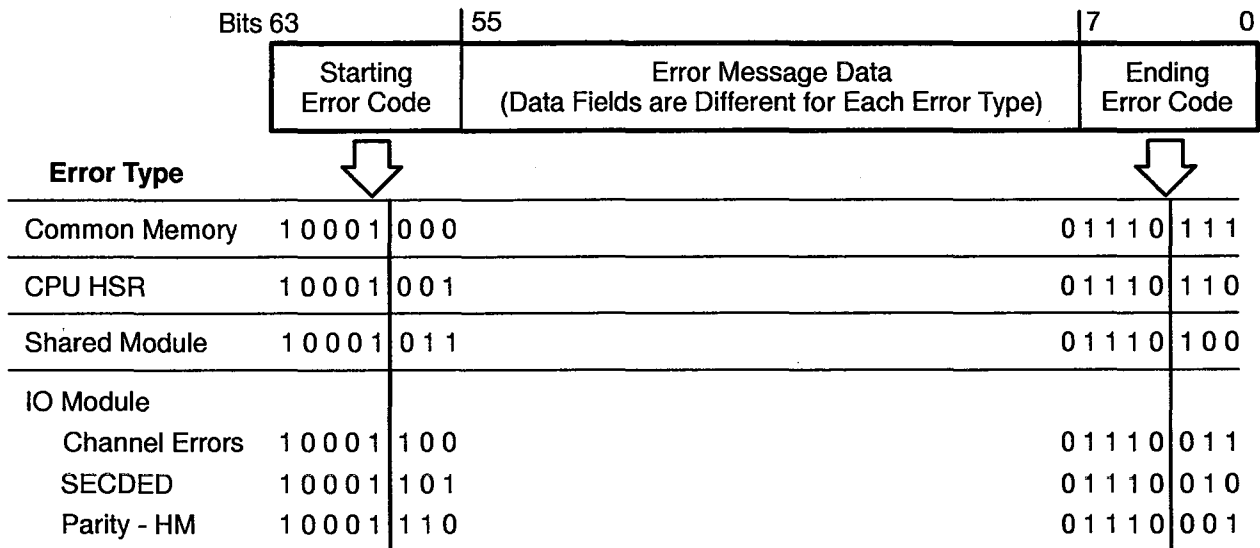 Bits 63 55 7 0
Starting Error Message Data Ending
Error Code (Data Fields are Different for Each Error Type) Error Code
Error Type
Common Memory 1 0 0 0 1 0 0 0 0 1 1 1 0 1 1 1
CPU HSR 1 0 0 0 1 0 0 1 0 1 1 1 0 1 1 0
Shared Module 1 0 0 0 1 0 1 1 0 1 1 1 0 1 0 0
IO Module
Channel Errors 1 0 0 0 1 1 0 0 0 1 1 1 0 0 1 1
SECDED 1 0 0 0 1 1 0 1 0 1 1 1 0 0 1 0
Parity - HM 1 0 0 0 1 1 1 0 0 1 1 1 0 0 0 1